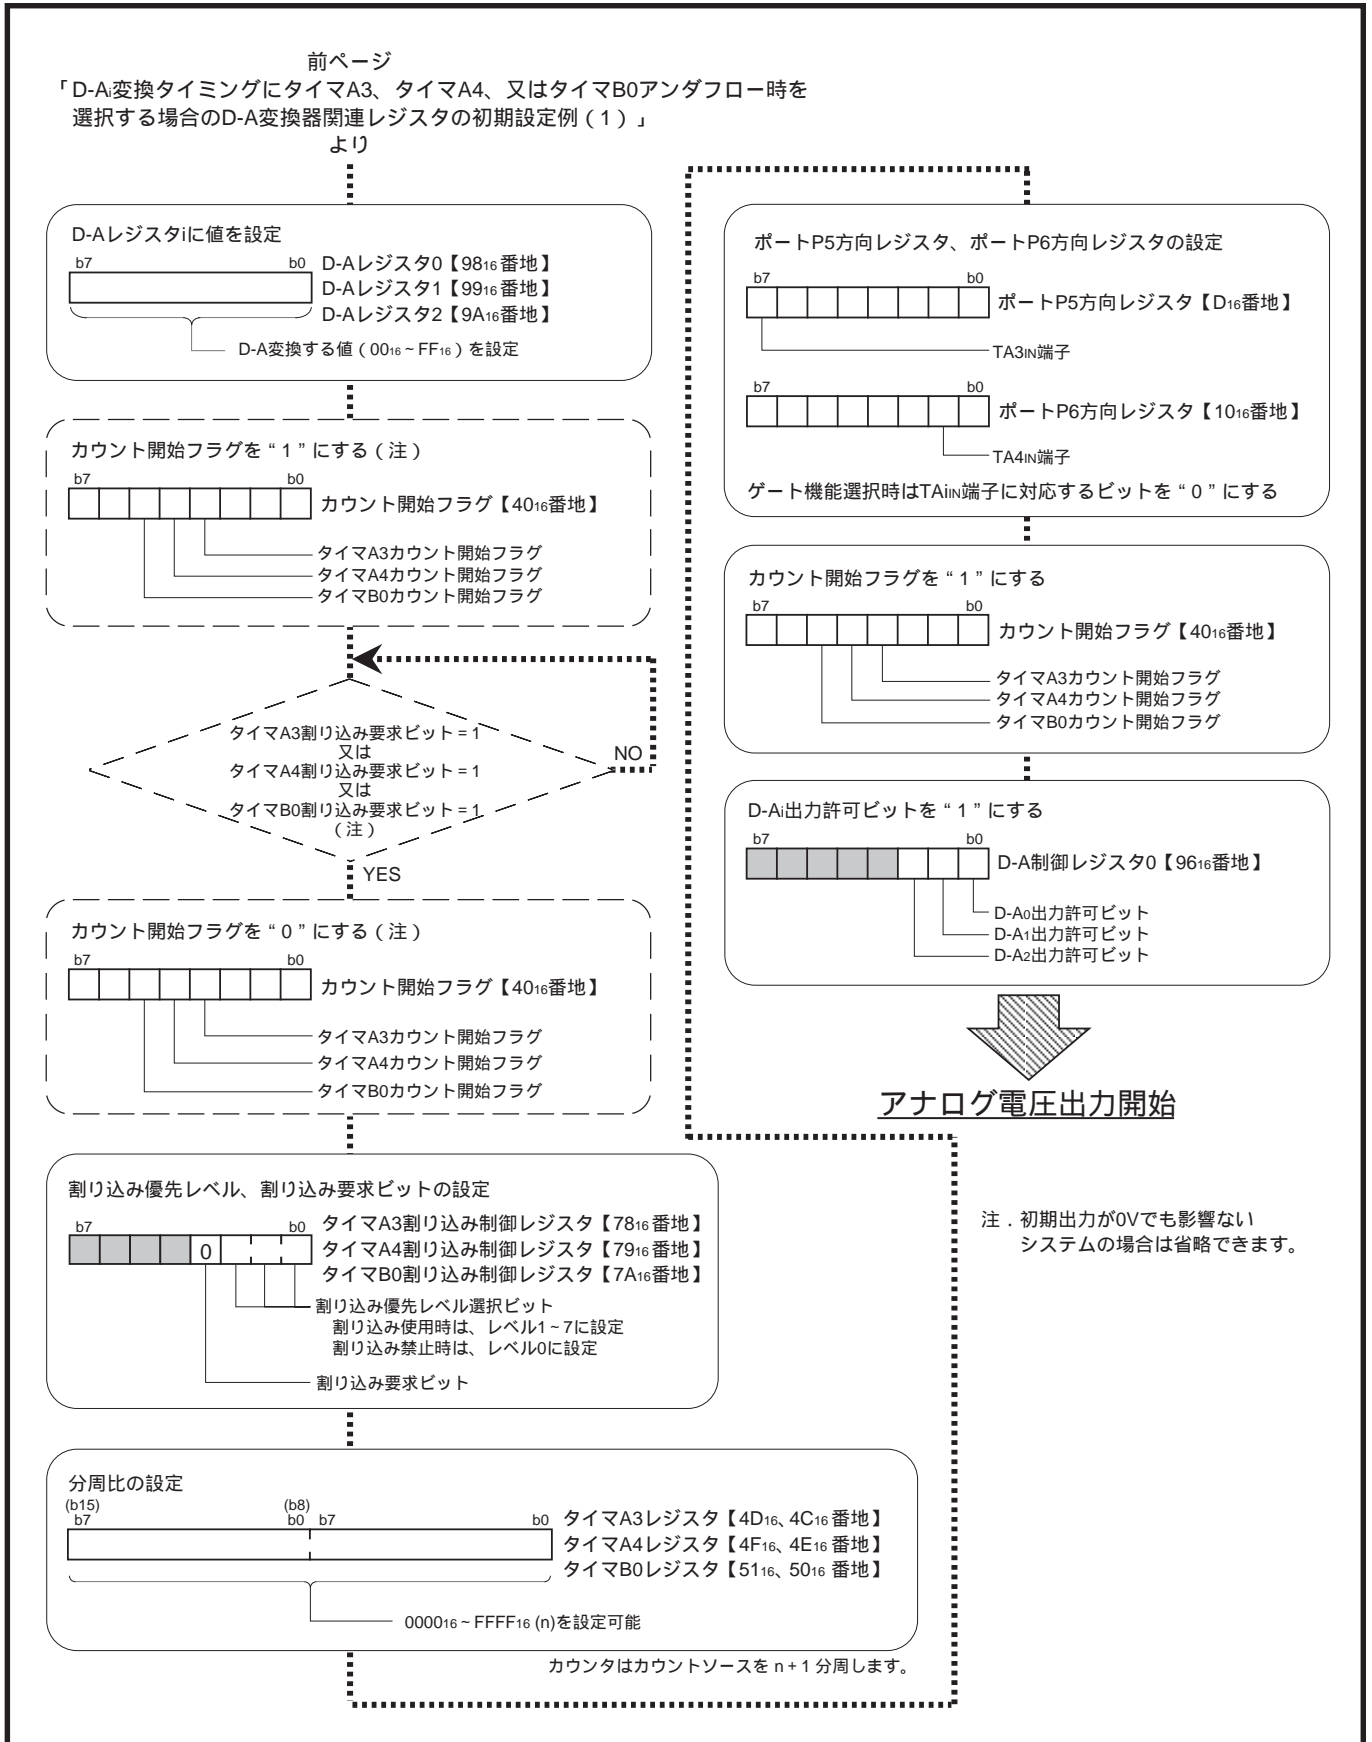 前ページ
「D-Ai変換タイミングにタイマA3、タイマA4、又はタイマB0アンダフロー時を
選択する場合のD-A変換器関連レジスタの初期設定例（1）」
より
D-Aレジスタiに値を設定
b7 b0
D-Aレジスタ0【9816番地】
D-Aレジスタ1【9916番地】
D-Aレジスタ2【9A16番地】
D-A変換する値（0016～FF16）を設定
カウント開始フラグを“1”にする（注）
b7 b0
カウント開始フラグ【4016番地】
タイマA3カウント開始フラグ
タイマA4カウント開始フラグ
タイマB0カウント開始フラグ
タイマA3割り込み要求ビット = 1
又は
タイマA4割り込み要求ビット = 1
又は
タイマB0割り込み要求ビット = 1
（注）
NO
YES
カウント開始フラグを“0”にする（注）
b7 b0
カウント開始フラグ【4016番地】
タイマA3カウント開始フラグ
タイマA4カウント開始フラグ
タイマB0カウント開始フラグ
割り込み優先レベル、割り込み要求ビットの設定
b7 b0
0
タイマA3割り込み制御レジスタ【7816番地】
タイマA4割り込み制御レジスタ【7916番地】
タイマB0割り込み制御レジスタ【7A16番地】
割り込み優先レベル選択ビット
割り込み使用時は、レベル1～7に設定
割り込み禁止時は、レベル0に設定
割り込み要求ビット
分周比の設定
(b15) (b8)
b7 b0 b7 b0
タイマA3レジスタ【4D16、4C16番地】
タイマA4レジスタ【4F16、4E16番地】
タイマB0レジスタ【5116、5016 番地】
000016～FFFF16 (n)を設定可能
カウンタはカウントソースを n + 1 分周します。
ポートP5方向レジスタ、ポートP6方向レジスタの設定
b7 b0
ポートP5方向レジスタ【D16番地】
TA3IN端子
b7 b0
ポートP6方向レジスタ【1016番地】
TA4IN端子
ゲート機能選択時はTAiIN端子に対応するビットを“0”にする
カウント開始フラグを“1”にする
b7 b0
カウント開始フラグ【4016番地】
タイマA3カウント開始フラグ
タイマA4カウント開始フラグ
タイマB0カウント開始フラグ
D-Ai出力許可ビットを“1”にする
b7 b0
D-A制御レジスタ0【9616番地】
D-A0出力許可ビット
D-A1出力許可ビット
D-A2出力許可ビット
アナログ電圧出力開始
注．初期出力が0Vでも影響ない
システムの場合は省略できます。